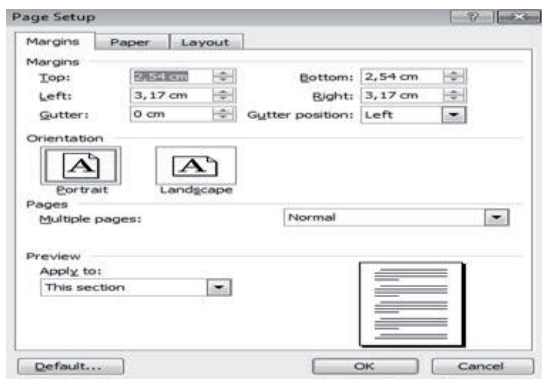 Page Setup
Margins Paper Layout
Margins
Top: 2,54 cm Bottom: 2,54 cm
Left: 3,17 cm Right: 3,17 cm
Gutter: 0 cm Gutter position: Left
Orientation
A A
Portrait Landscape
Pages
Multiple pages: Normal
Preview
Apply to:
This section
Default... OK Cancel